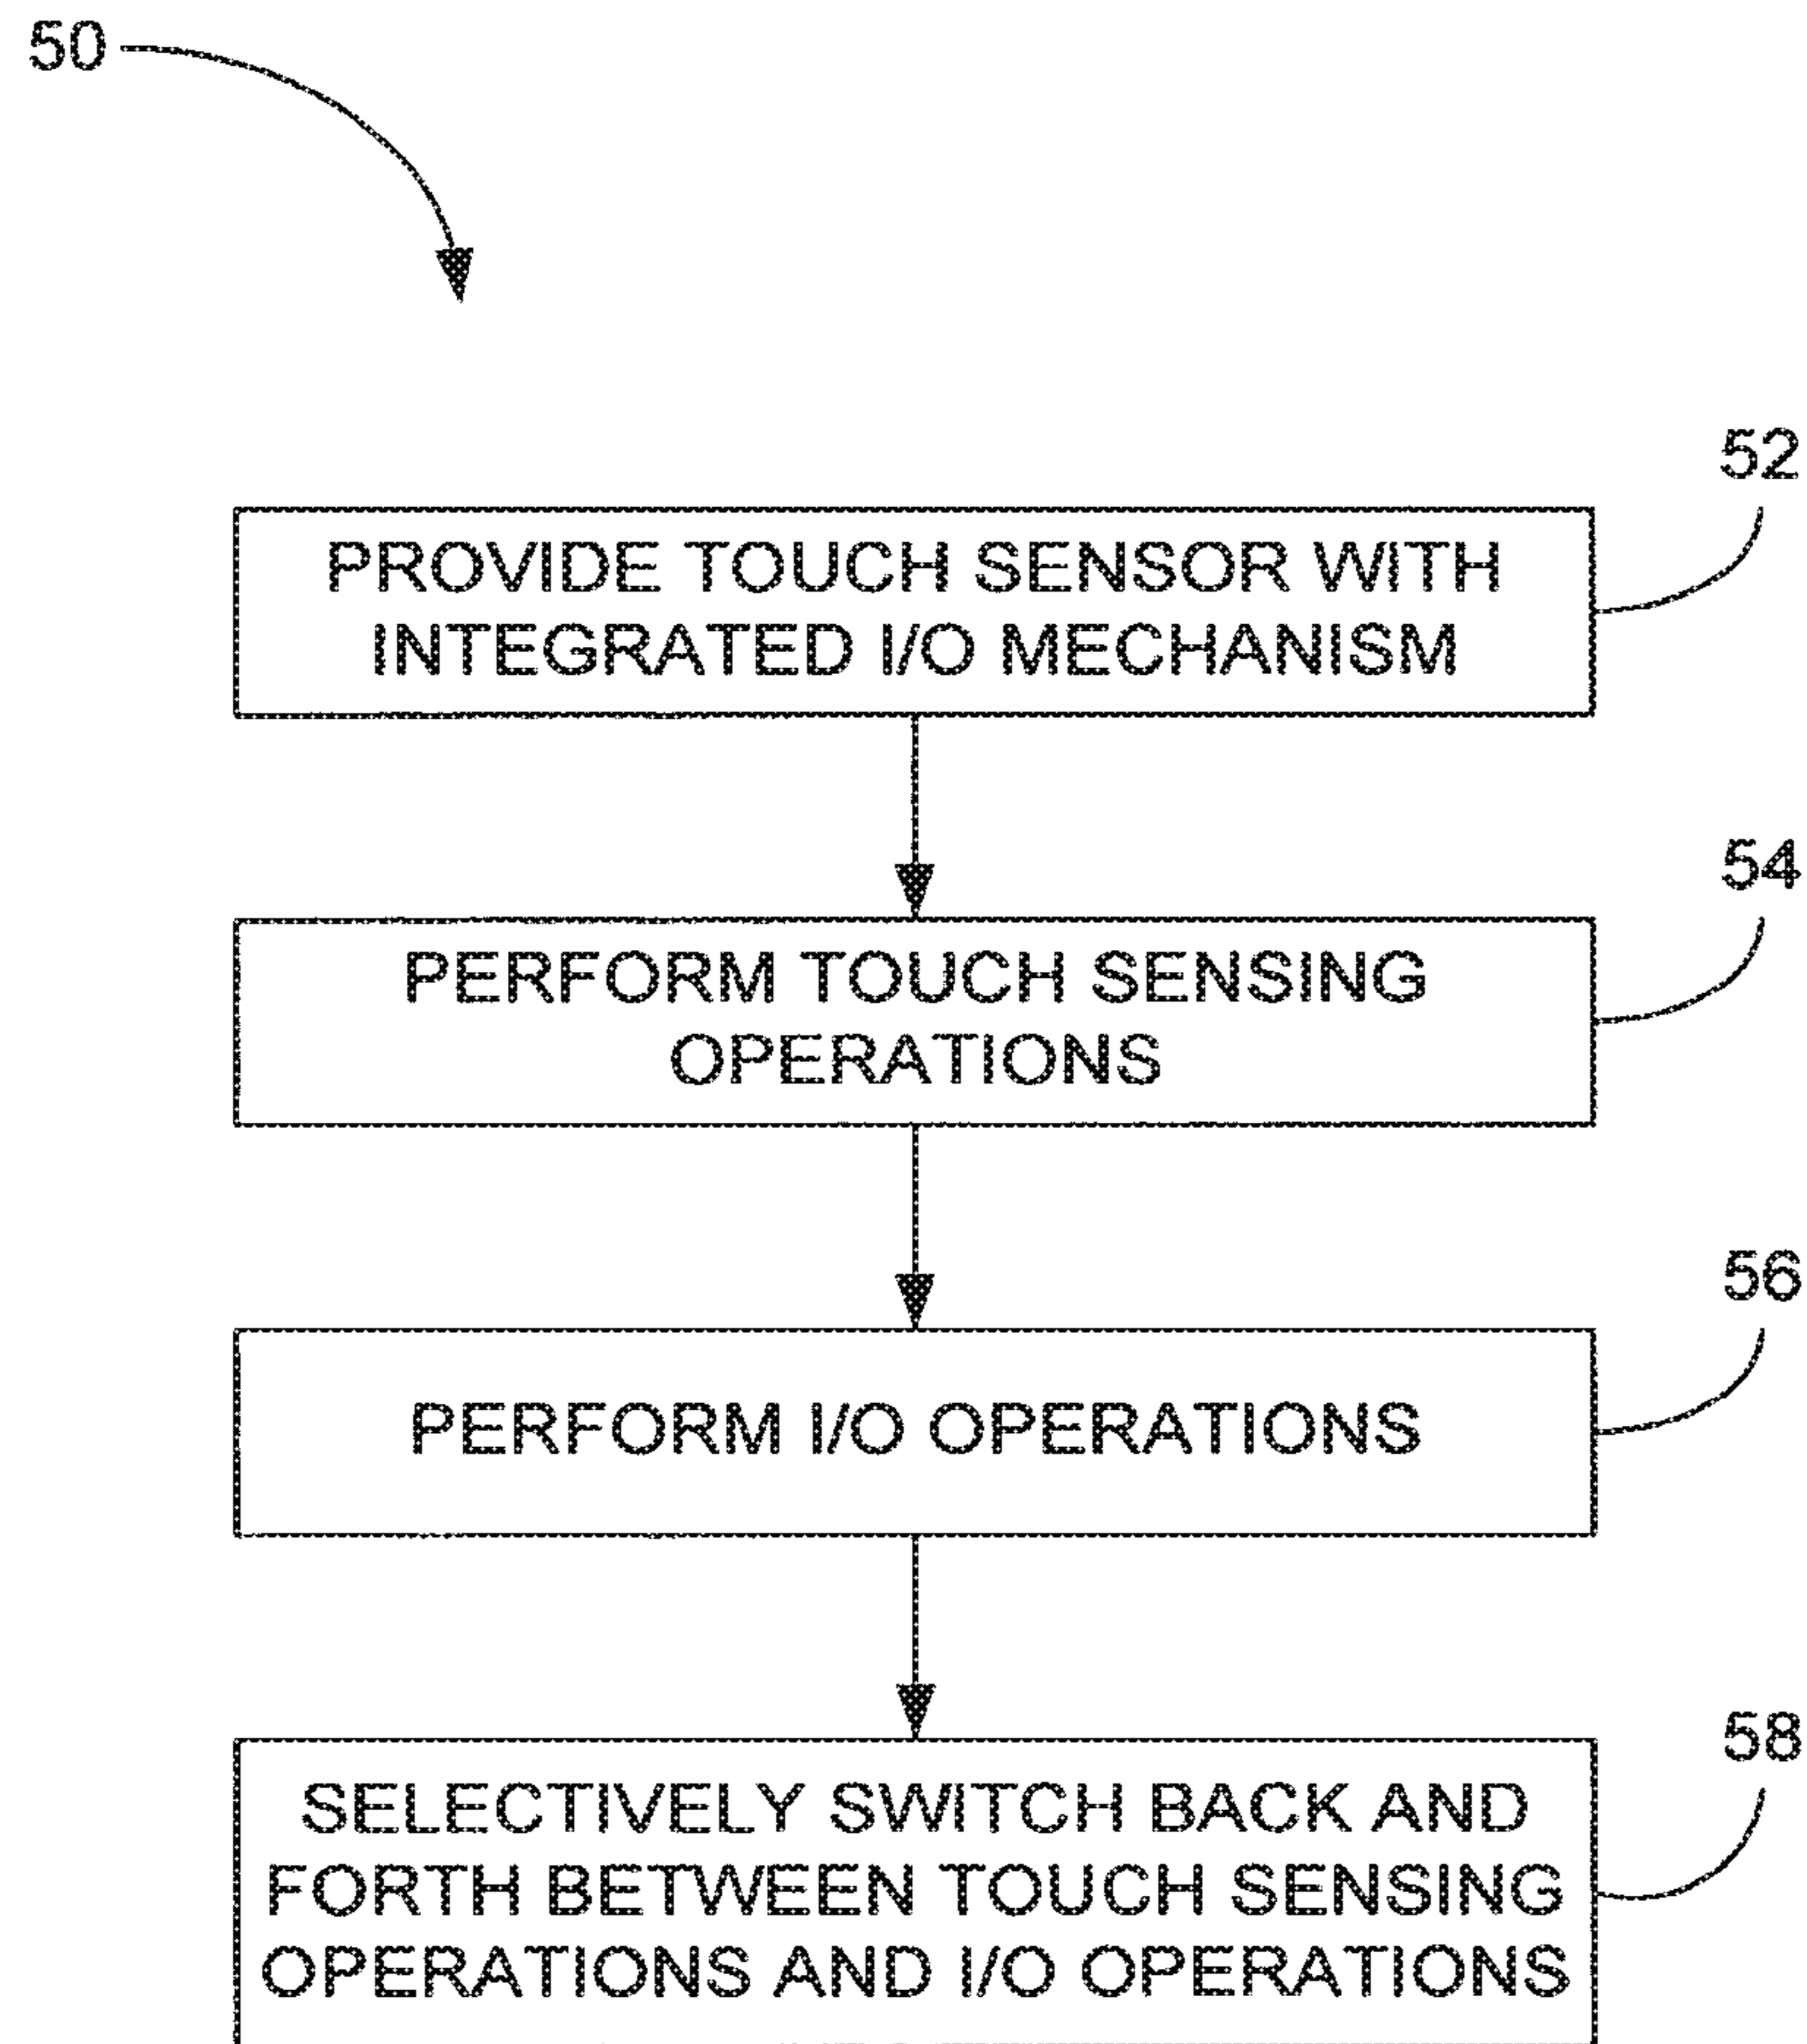 50
52
PROVIDE TOUCH SENSOR WITH
INTEGRATED I/O MECHANISM
54
PERFORM TOUCH SENSING
OPERATIONS
56
PERFORM I/O OPERATIONS
58
SELECTIVELY SWITCH BACK AND
FORTH BETWEEN TOUCH SENSING
OPERATIONS AND I/O OPERATIONS